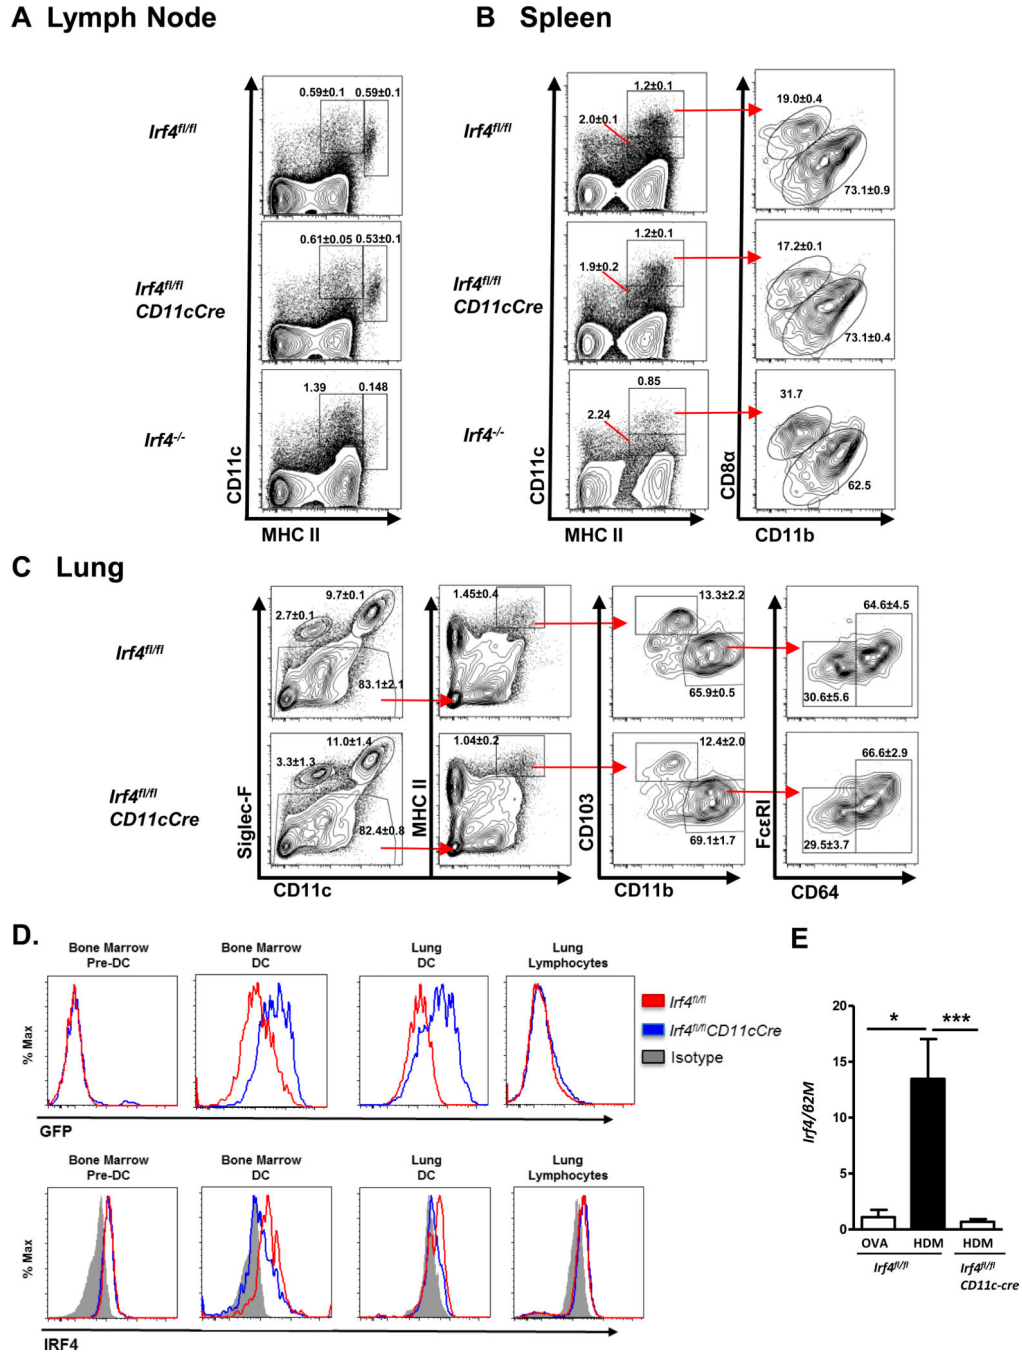 A Lymph Node
B Spleen
Irf4fl/fl
0.59±0.1 0.59±0.1
Irf4fl/fl
1.2±0.1
2.0±0.1
19.0±0.4
73.1±0.9
Irf4fl/fl
CD11cCre
0.61±0.05 0.53±0.1
Irf4fl/fl
CD11cCre
1.2±0.1
1.9±0.2
17.2±0.1
73.1±0.4
Irf4-/-
1.39 0.148
Irf4-/-
0.85
2.24
31.7
62.5
CD11c
MHC II
CD11c
MHC II
CD8α
CD11b
C Lung
Irf4fl/fl
9.7±0.1
2.7±0.1
83.1±2.1
1.45±0.4
13.3±2.2
65.9±0.5
64.6±4.5
30.6±5.6
Irf4fl/fl
CD11cCre
11.0±1.4
3.3±1.3
82.4±0.8
1.04±0.2
12.4±2.0
69.1±1.7
66.6±2.9
29.5±3.7
Siglec-F
CD11c
MHC II
CD103
CD11b
FcεRI
CD64
D.
Bone Marrow
Pre-DC
Bone Marrow
DC
Lung
DC
Lung
Lymphocytes
% Max
GFP
Irf4fl/fl
Irf4fl/flCD11cCre
Isotype
Bone Marrow
Pre-DC
Bone Marrow
DC
Lung
DC
Lung
Lymphocytes
% Max
IRF4
E
Irf4/β2M
20
15
10
5
0
* ***
OVA HDM HDM
Irf4fl/fl Irf4fl/fl
CD11c-cre